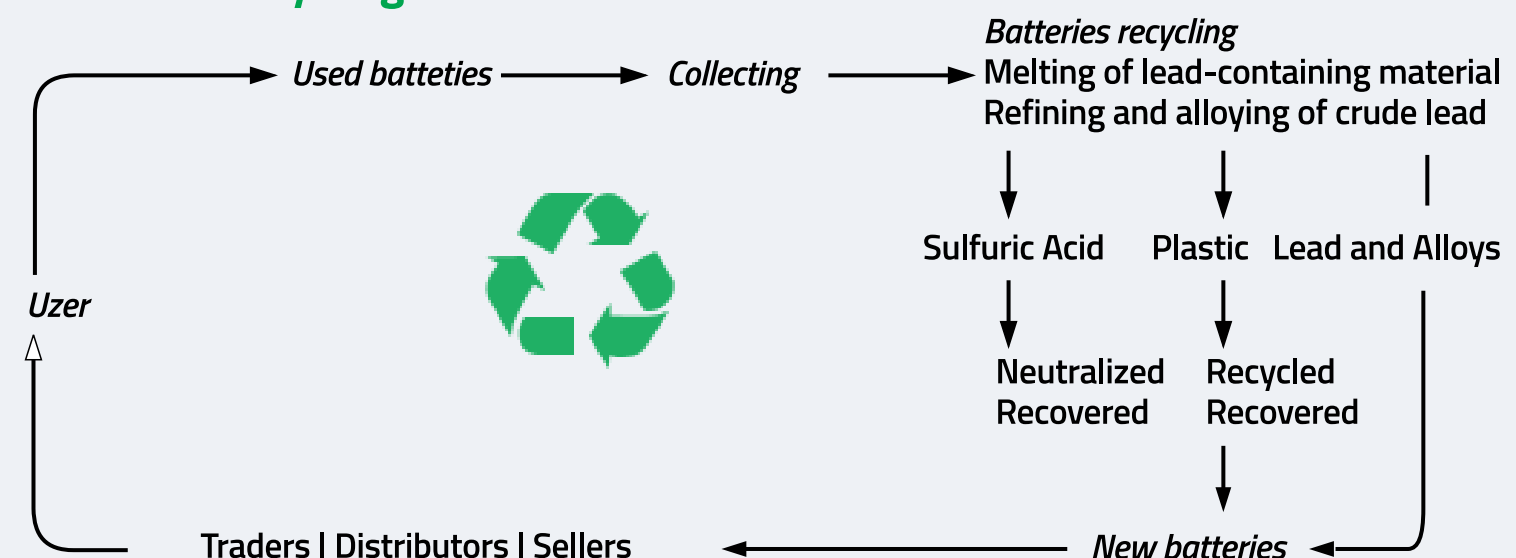 Used batteties
Collecting
Batteries recycling
Melting of lead-containing material
Refining and alloying of crude lead
Sulfuric Acid
Plastic
Lead and Alloys
Uzer
Neutralized
Recovered
Recycled
Recovered
Traders | Distributors | Sellers
New batteries